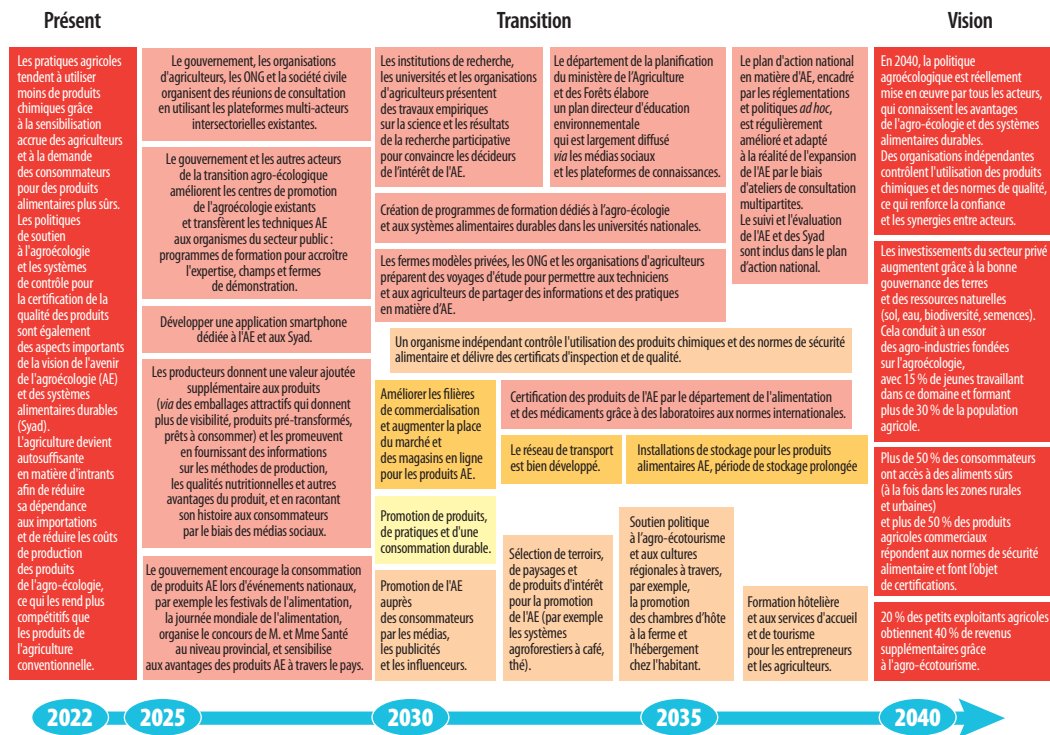 Présent
Transition
Vision
Les pratiques agricoles
tendent à utiliser
moins de produits
chimiques grâce
à la sensibilisation
accrue des agriculteurs
et à la demande
des consommateurs
pour des produits
alimentaires plus sûrs.
Les politiques
de soutien
à l'agroécologie
et les systèmes
de contrôle pour
la certification de la
qualité des produits
sont également
des aspects importants
de la vision de l'avenir
de l'agroécologie (AE)
et des systèmes
alimentaires durables
(Syad).
L'agriculture devient
autosuffisante
en matière d'intrants
afin de réduire
sa dépendance
aux importations
et de réduire les coûts
de production
des produits
de l'agro-écologie,
ce qui les rend plus
compétitifs que
les produits de
l'agriculture
conventionnelle.
Le gouvernement, les organisations
d'agriculteurs, les ONG et la société civile
organisent des réunions de consultation
en utilisant les plateformes multi-acteurs
intersectorielles existantes.
Le gouvernement et les autres acteurs
de la transition agro-écologique
améliorent les centres de promotion
de l'agroécologie existants
et transfèrent les techniques AE
aux organismes du secteur public :
programmes de formation pour accroître
l'expertise, champs et fermes
de démonstration.
Développer une application smartphone
dédiée à l'AE et aux Syad.
Les producteurs donnent une valeur ajoutée
supplémentaire aux produits
(via des emballages attractifs qui donnent
plus de visibilité, produits pré-transformés,
prêts à consommer) et les promeuvent
en fournissant des informations
sur les méthodes de production,
les qualités nutritionnelles et autres
avantages du produit, et en racontant
son histoire aux consommateurs
par le biais des médias sociaux.
Le gouvernement encourage la consommation
de produits AE lors d'événements nationaux,
par exemple les festivals de l'alimentation,
la journée mondiale de l'alimentation,
organise le concours de M. et Mme Santé
au niveau provincial, et sensibilise
aux avantages des produits AE à travers le pays.
Les institutions de recherche,
les universités et les organisations
d'agriculteurs présentent
des travaux empiriques
sur la science et les résultats
de la recherche participative
pour convaincre les décideurs
de l'intérêt de l'AE.
Le département de la planification
du ministère de l'Agriculture
et des Forêts élabore
un plan directeur d'éducation
environnementale
qui est largement diffusé
via les médias sociaux
et les plateformes de connaissances.
Le plan d'action national
en matière d'AE, encadré
par les réglementations
et politiques ad hoc,
est régulièrement
amélioré et adapté
à la réalité de l'expansion
de l'AE par le biais
d'ateliers de consultation
multipartites.
Le suivi et l'évaluation
de l'AE et des Syad
sont inclus dans le plan
d'action national.
Création de programmes de formation dédiés à l'agro-écologie
et aux systèmes alimentaires durables dans les universités nationales.
Les fermes modèles privées, les ONG et les organisations d'agriculteurs
préparent des voyages d'étude pour permettre aux techniciens
et aux agriculteurs de partager des informations et des pratiques
en matière d'AE.
Un organisme indépendant contrôle l'utilisation des produits chimiques et des normes de sécurité
alimentaire et délivre des certificats d'inspection et de qualité.
Améliorer les filières
de commercialisation
et augmenter la place
du marché et
des magasins en ligne
pour les produits AE.
Certification des produits de l'AE par le département de l'alimentation
et des médicaments grâce à des laboratoires aux normes internationales.
Le réseau de transport
est bien développé.
Installations de stockage pour les produits
alimentaires AE, période de stockage prolongée
Promotion de produits,
de pratiques et d'une
consommation durable.
Promotion de l'AE
auprès
des consommateurs
par les médias,
les publicités
et les influenceurs.
Sélection de terroirs,
de paysages et
de produits d'intérêt
pour la promotion
de l'AE (par exemple
les systèmes
agroforestiers à café,
thé).
Soutien politique
à l'agro-écotourisme
et aux cultures
régionales à travers,
par exemple,
la promotion
des chambres d'hôte
à la ferme et
l'hébergement
chez l'habitant.
Formation hôtelière
et aux services d'accueil
et de tourisme
pour les entrepreneurs
et les agriculteurs.
En 2040, la politique
agroécologique est réellement
mise en œuvre par tous les acteurs,
qui connaissent les avantages
de l'agro-écologie et des systèmes
alimentaires durables.
Des organisations indépendantes
contrôlent l'utilisation des produits
chimiques et des normes de qualité,
ce qui renforce la confiance
et les synergies entre acteurs.
Les investissements du secteur privé
augmentent grâce à la bonne
gouvernance des terres
et des ressources naturelles
(sol, eau, biodiversité, semences).
Cela conduit à un essor
des agro-industries fondées
sur l'agroécologie,
avec 15 % de jeunes travaillant
dans ce domaine et formant
plus de 30 % de la population
agricole.
Plus de 50 % des consommateurs
ont accès à des aliments sûrs
(à la fois dans les zones rurales
et urbaines)
et plus de 50 % des produits
agricoles commerciaux
répondent aux normes de sécurité
alimentaire et font l'objet
de certifications.
20 % des petits exploitants agricoles
obtiennent 40 % de revenus
supplémentaires grâce
à l'agro-écotourisme.
2022
2025
2030
2035
2040